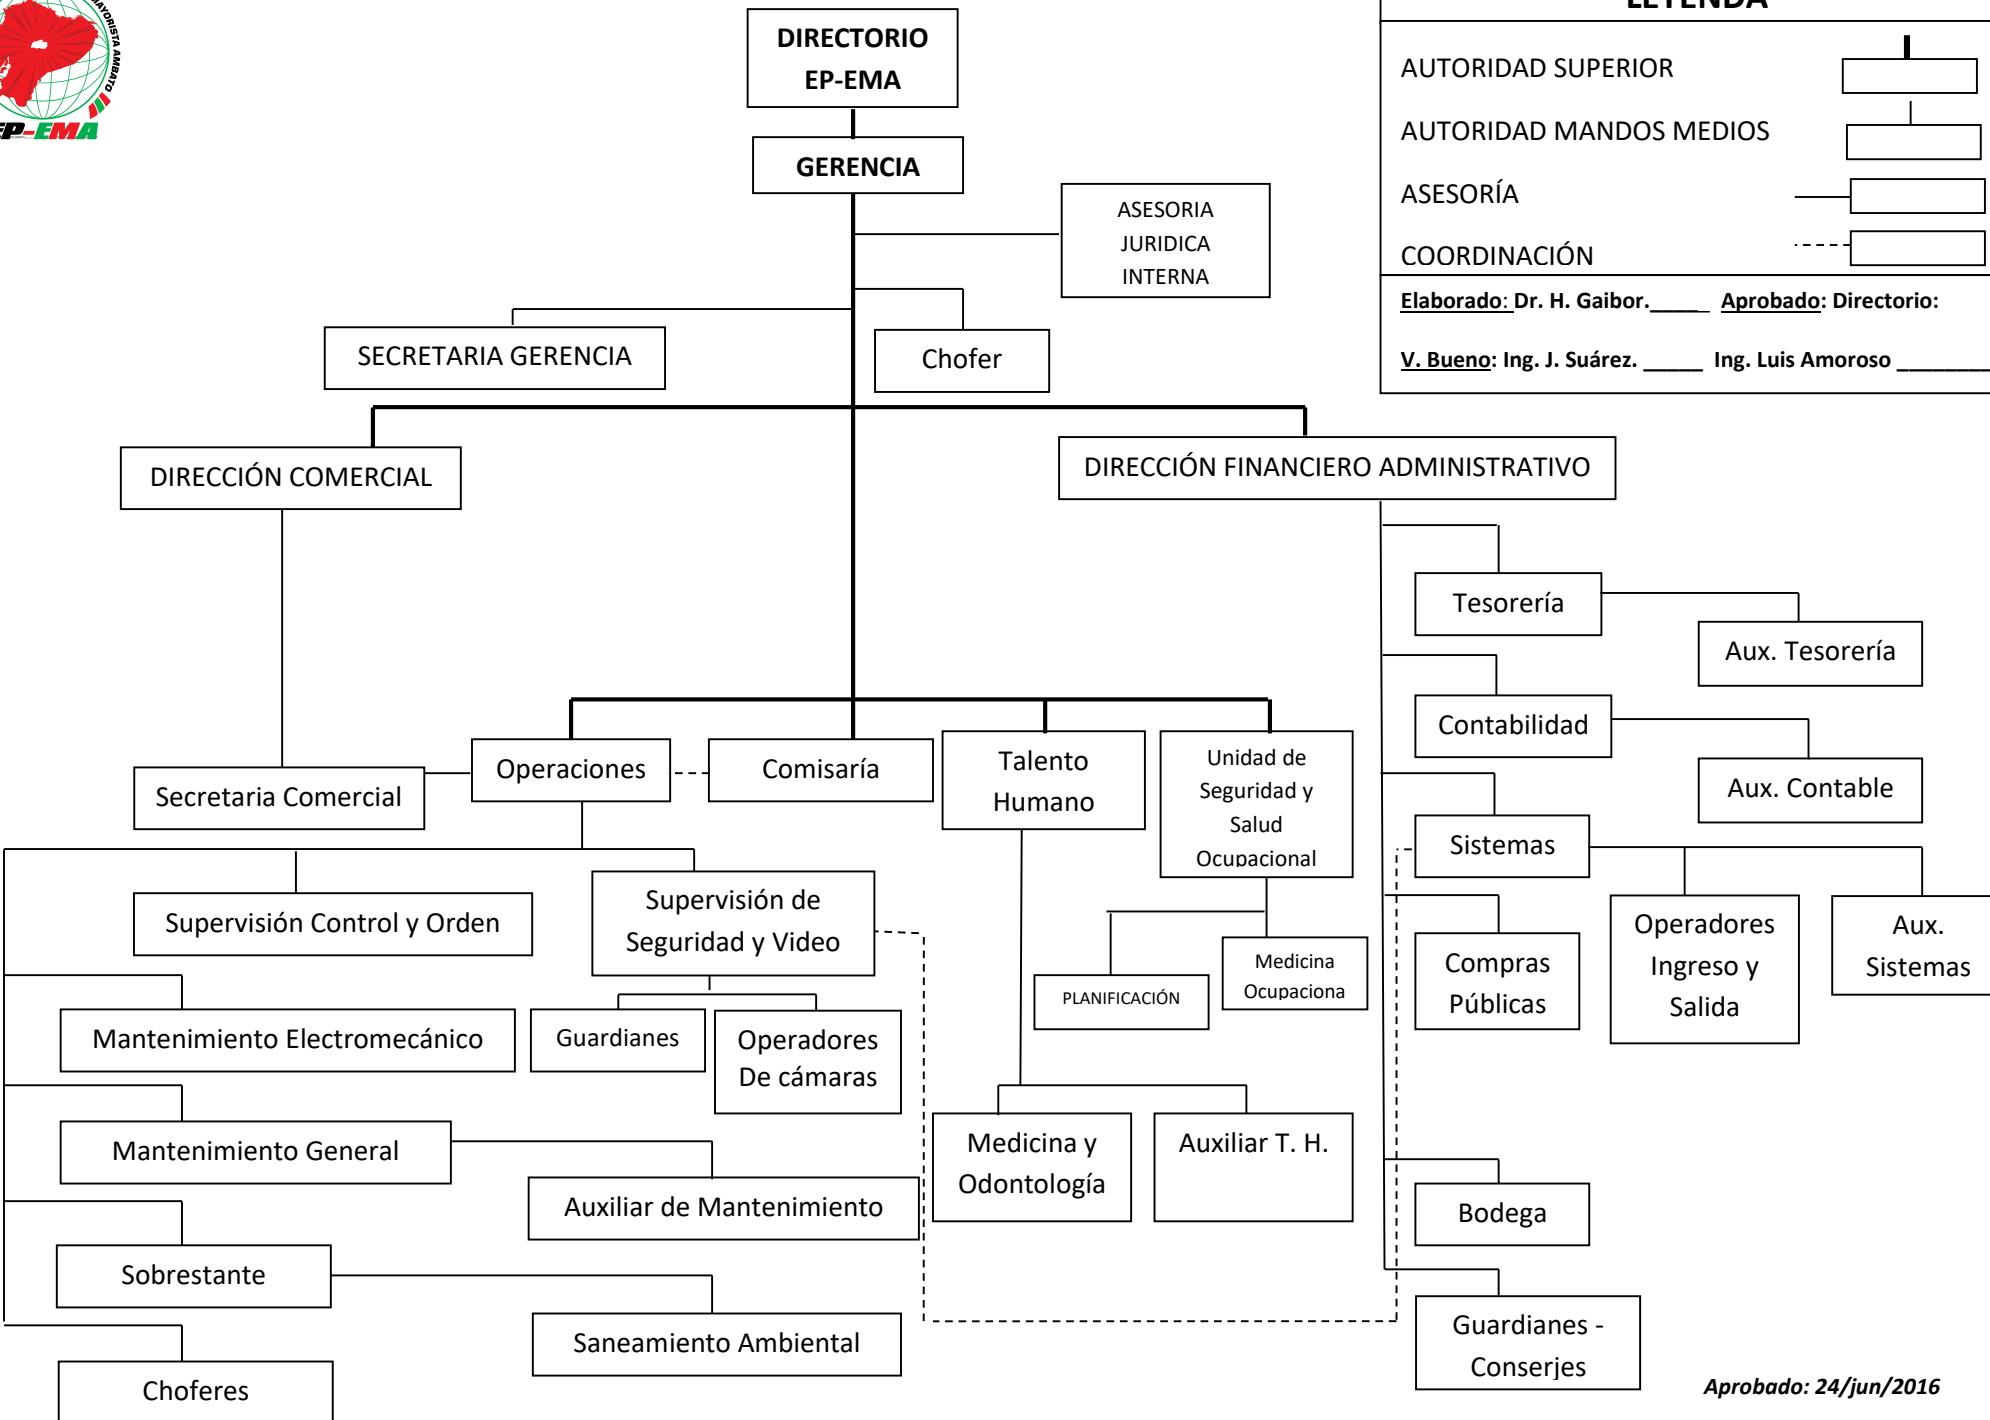 MAYORISTA AMBATO
EP-EMA
DIRECTORIO
EP-EMA
GERENCIA
ASESORIA
JURIDICA
INTERNA
SECRETARIA GERENCIA
Chofer
LEYENDA
AUTORIDAD SUPERIOR
AUTORIDAD MANDOS MEDIOS
ASESORÍA
COORDINACIÓN
Elaborado: Dr. H. Gaibor._____ Aprobado: Directorio:
V. Bueno: Ing. J. Suárez. _____ Ing. Luis Amoroso ________
DIRECCIÓN COMERCIAL
DIRECCIÓN FINANCIERO ADMINISTRATIVO
Tesorería
Aux. Tesorería
Contabilidad
Aux. Contable
Secretaria Comercial
Operaciones
Comisaría
Talento
Humano
Unidad de
Seguridad y
Salud
Ocupacional
Sistemas
Supervisión Control y Orden
Supervisión de
Seguridad y Video
Operadores
Ingreso y
Salida
Aux.
Sistemas
Compras
Públicas
PLANIFICACIÓN
Medicina
Ocupaciona
Mantenimiento Electromecánico
Guardianes
Operadores
De cámaras
Mantenimiento General
Auxiliar de Mantenimiento
Medicina y
Odontología
Auxiliar T. H.
Bodega
Sobrestante
Saneamiento Ambiental
Guardianes -
Conserjes
Choferes
Aprobado: 24/jun/2016